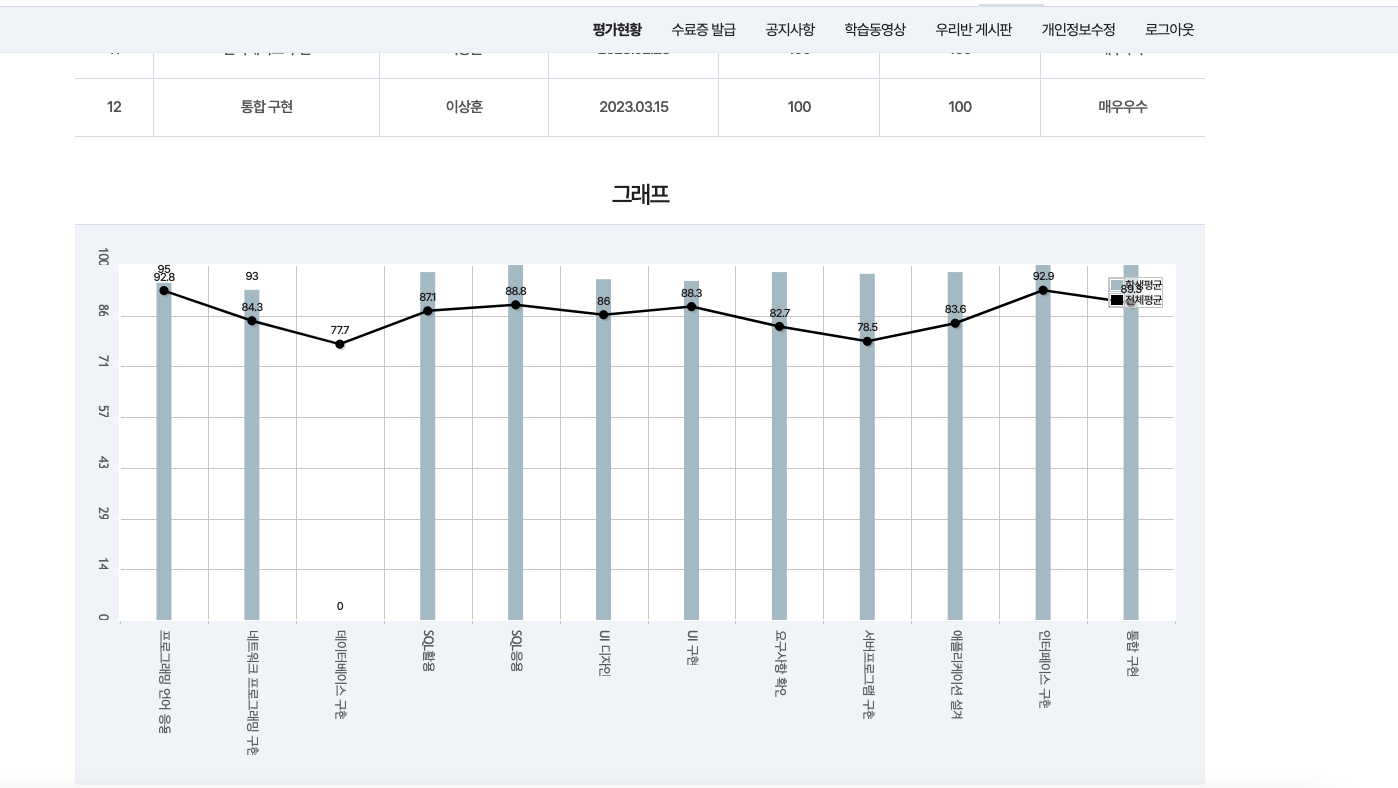 평가현황 수료증 발급 공지사항 학습동영상 우리반 게시판 개인정보수정 로그아웃
12 통합 구현 이상훈 2023.03.15 100 100 매우우수
그래프
100
86
71
57
43
29
14
0
95
92.8
93
84.3
77.7
0
87.1
88.8
86
88.3
82.7
78.5
83.6
92.9
89.3
학생평균
전체평균
프로그래밍 언어 응용
네트워크 프로그래밍 구현
데이터베이스 구현
SQL활용
SQL응용
UI 디자인
UI 구현
요구사항 확인
서버프로그램 구현
애플리케이션 설계
인터페이스 구현
통합 구현